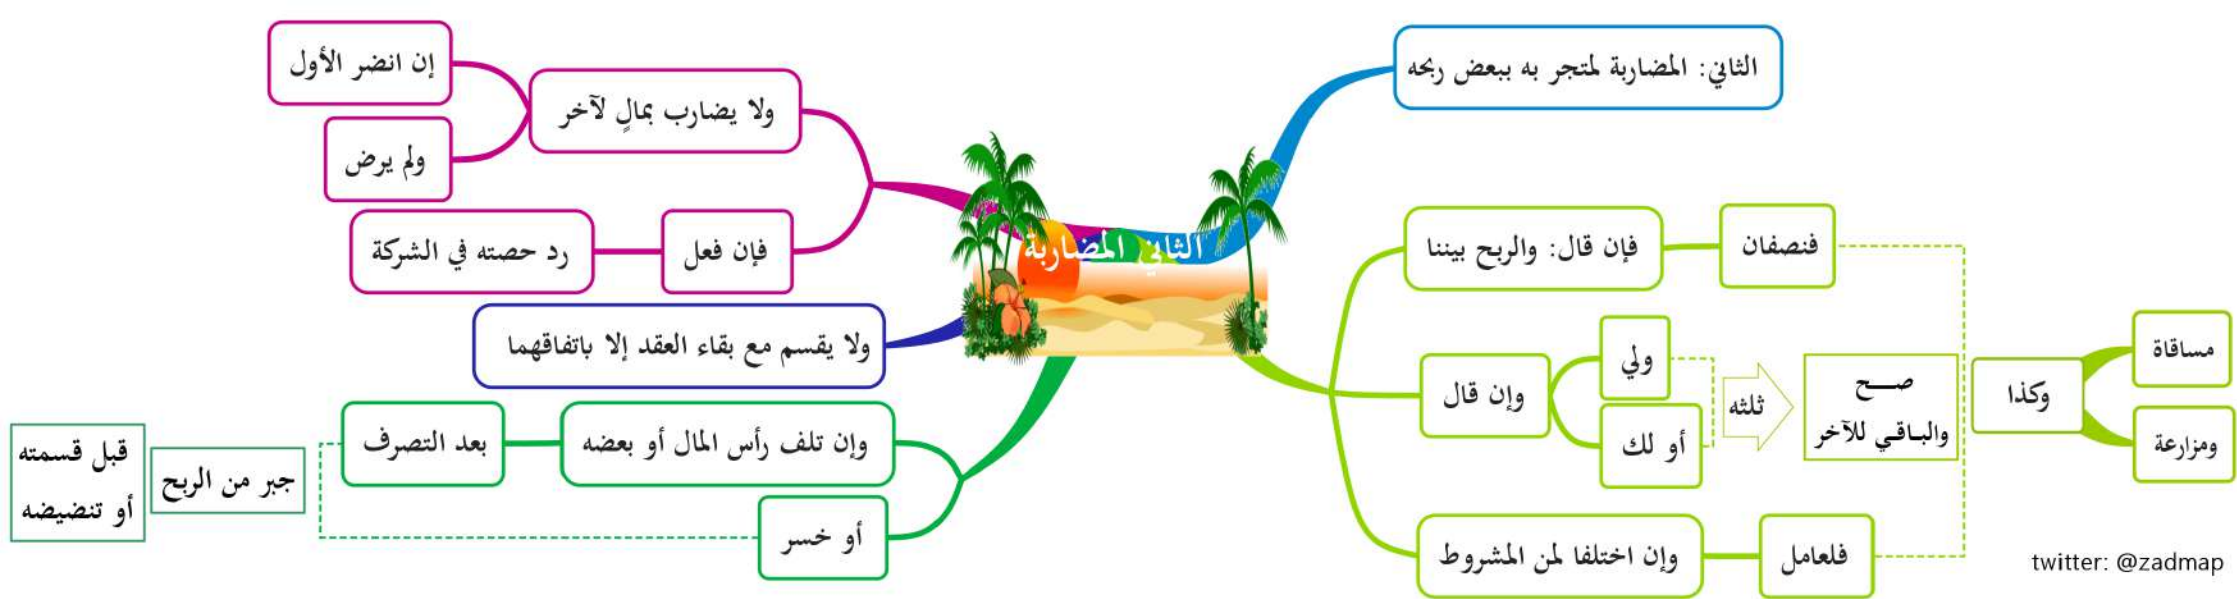 الثاني المضاربة
الثاني: المضاربة لمتجر به ببعض ربحه
فإن قال: والربح بيننا
فنصفان
وإن قال
ولي
أو لك
ثلثه
صــح
والباقي للآخر
وإن اختلفا لمن المشروط
فلعامل
وكذا
مساقاة
ومزارعة
ولا يضارب بمالٍ لآخر
إن انضر الأول
ولم يرض
فإن فعل
رد حصته في الشركة
ولا يقسم مع بقاء العقد إلا باتفاقهما
وإن تلف رأس المال أو بعضه
بعد التصرف
أو خسر
جبر من الربح
قبل قسمته
أو تنضيضه
twitter: @zadmap